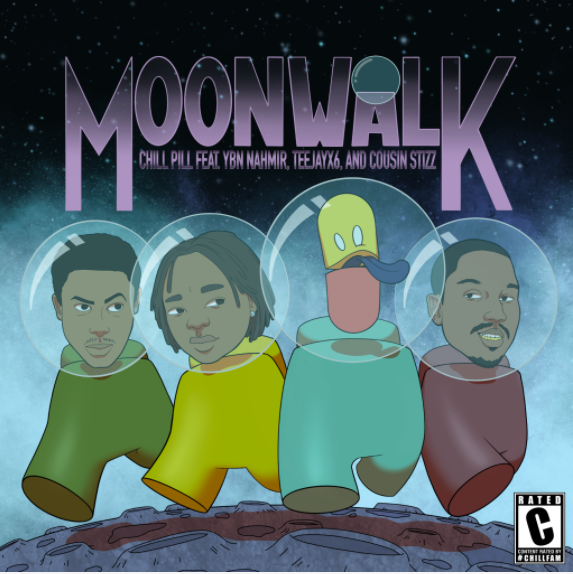 MOONWALK
CHILL PILL FEAT. YBN NAHMIR, TEEJAYX6, AND COUSIN STIZZ
RATED
C
CONTENT RATED BY
#CHILLFAM